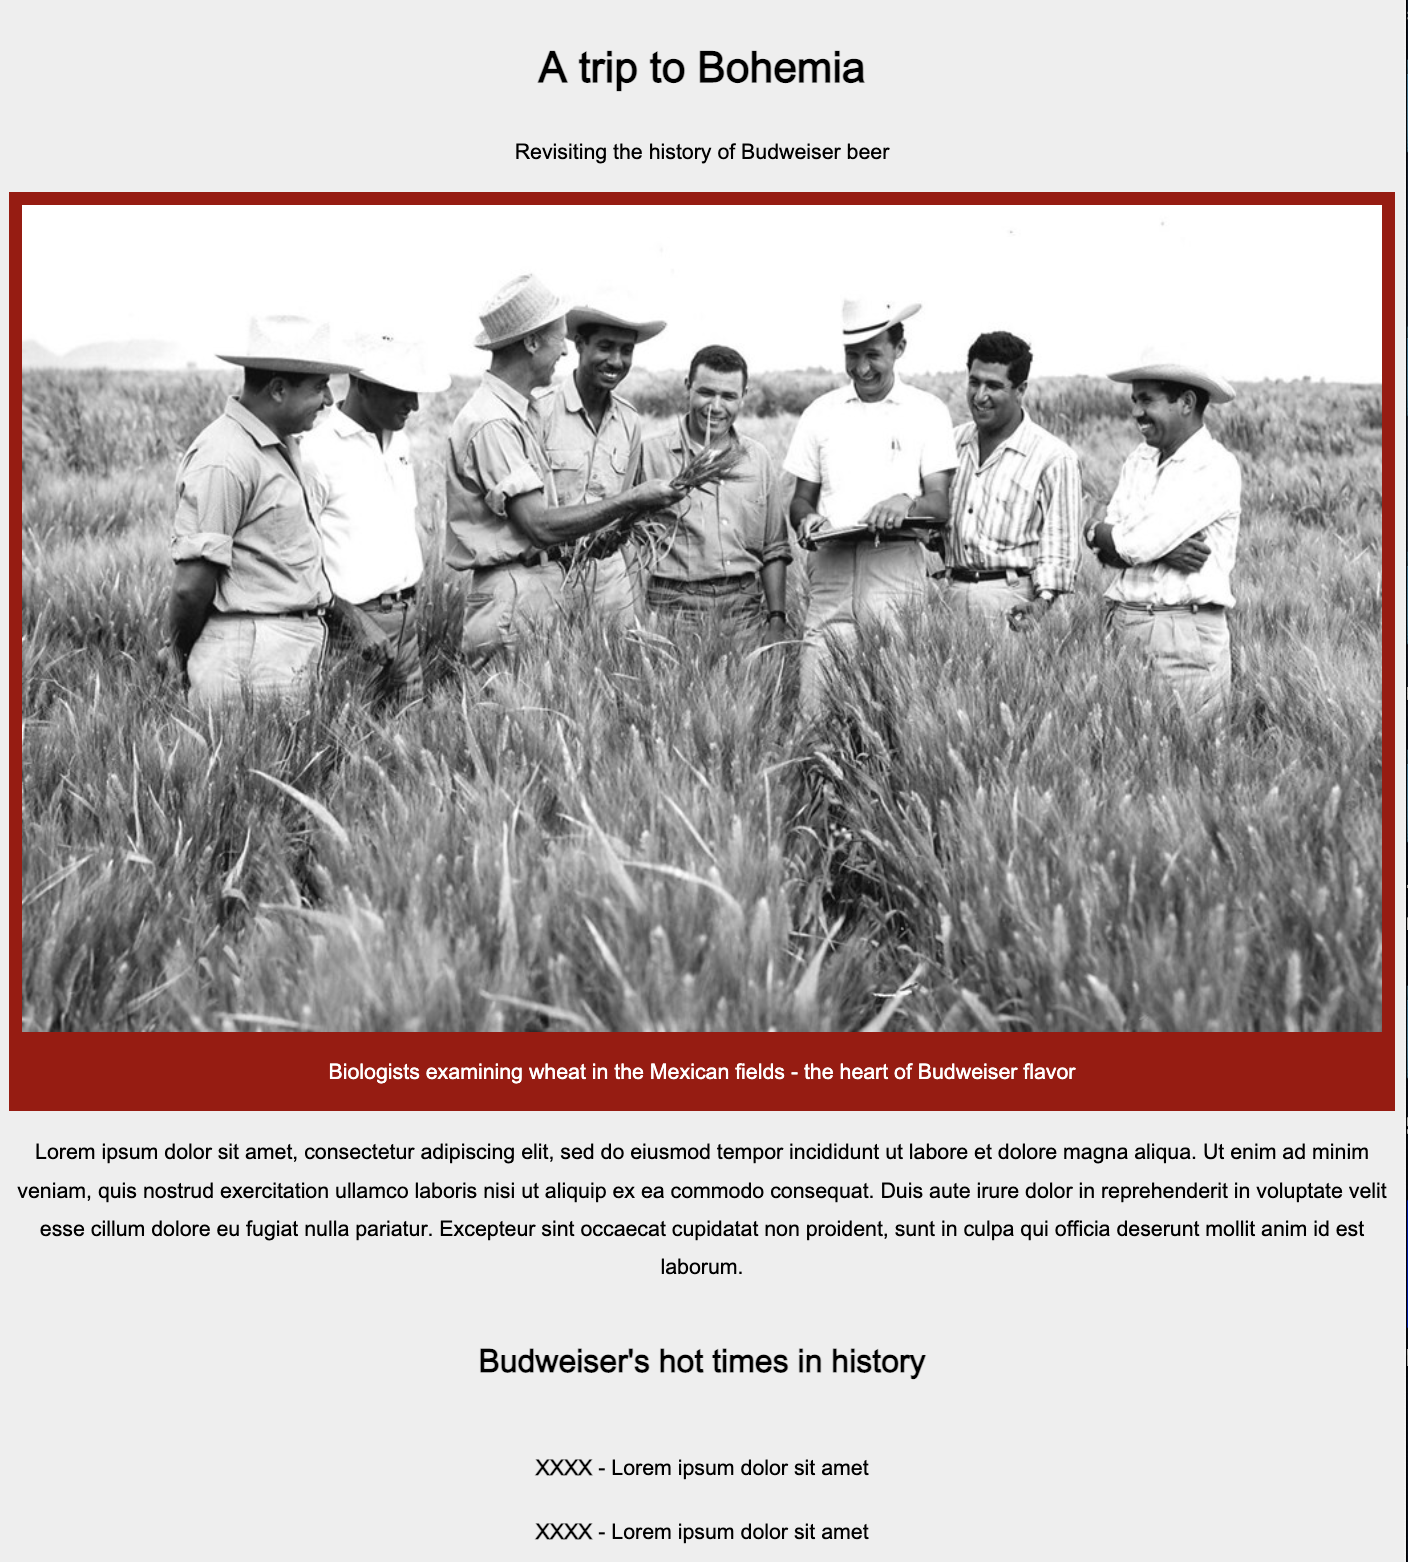 A trip to Bohemia
Revisiting the history of Budweiser beer
Biologists examining wheat in the Mexican fields - the heart of Budweiser flavor
Lorem ipsum dolor sit amet, consectetur adipiscing elit, sed do eiusmod tempor incididunt ut labore et dolore magna aliqua. Ut enim ad minim
veniam, quis nostrud exercitation ullamco laboris nisi ut aliquip ex ea commodo consequat. Duis aute irure dolor in reprehenderit in voluptate velit
esse cillum dolore eu fugiat nulla pariatur. Excepteur sint occaecat cupidatat non proident, sunt in culpa qui officia deserunt mollit anim id est
laborum.
Budweiser's hot times in history
XXXX - Lorem ipsum dolor sit amet
XXXX - Lorem ipsum dolor sit amet